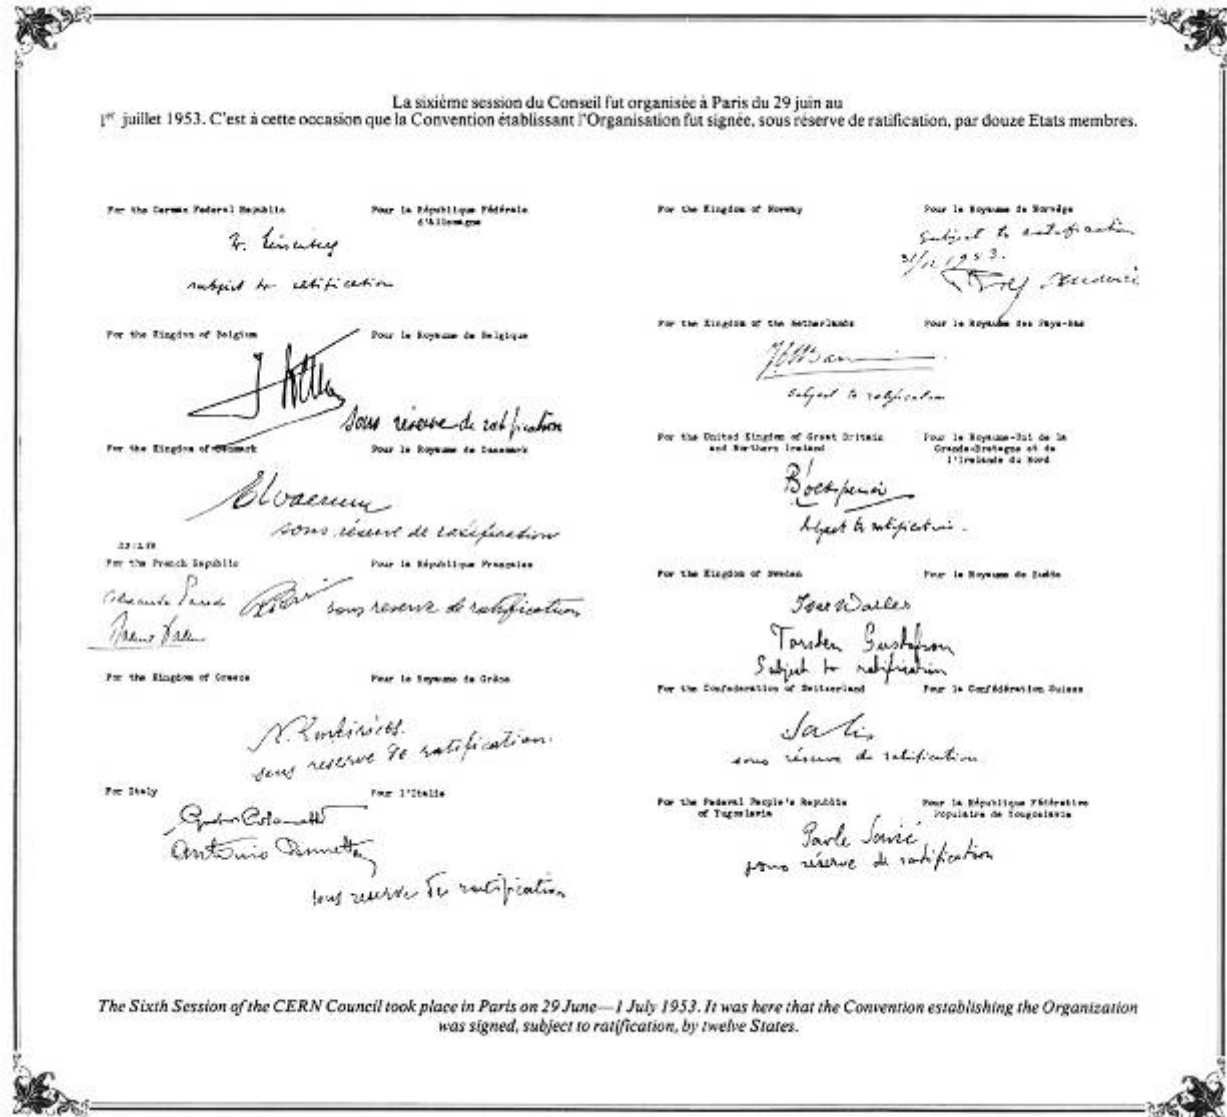 La sixième session du Conseil fut organisée à Paris du 29 juin au
1er juillet 1953. C'est à cette occasion que la Convention établissant l'Organisation fut signée, sous réserve de ratification, par douze Etats membres.
For the German Federal Republic Pour la République Fédérale
d'Allemagne
subject to ratification
For the Kingdom of Belgium Pour le Royaume de Belgique
sous réserve de ratification
For the Kingdom of Denmark Pour le Royaume de Danemark
sous réserve de ratification
For the French Republic Pour la République Française
sous reserve de ratification
For the Kingdom of Greece Pour le Royaume de Grèce
sous reserve de ratification.
For Italy Pour l'Italie
Antonio
sous reserve de ratification
For the Kingdom of Norway Pour le Royaume de Norvège
subject to ratification
31/12 1953.
For the Kingdom of the Netherlands Pour le Royaume des Pays-Bas
subject to ratification
For the United Kingdom of Great Britain Pour le Royaume-Uni de la
and Northern Ireland Grande-Bretagne et de
l'Irelande du Nord
subject to ratification.
For the Kingdom of Sweden Pour le Royaume de Suède
Torsten Gustafson
Subject to ratification
For the Confederation of Switzerland Pour la Confédération Suisse
Salis
sous réserve de ratification
For the Federal People's Republic Pour la République Fédérative
of Yugoslavia Populaire de Yougoslavie
Pavle Savić
sous réserve de ratification
The Sixth Session of the CERN Council took place in Paris on 29 June—1 July 1953. It was here that the Convention establishing the Organization
was signed, subject to ratification, by twelve States.